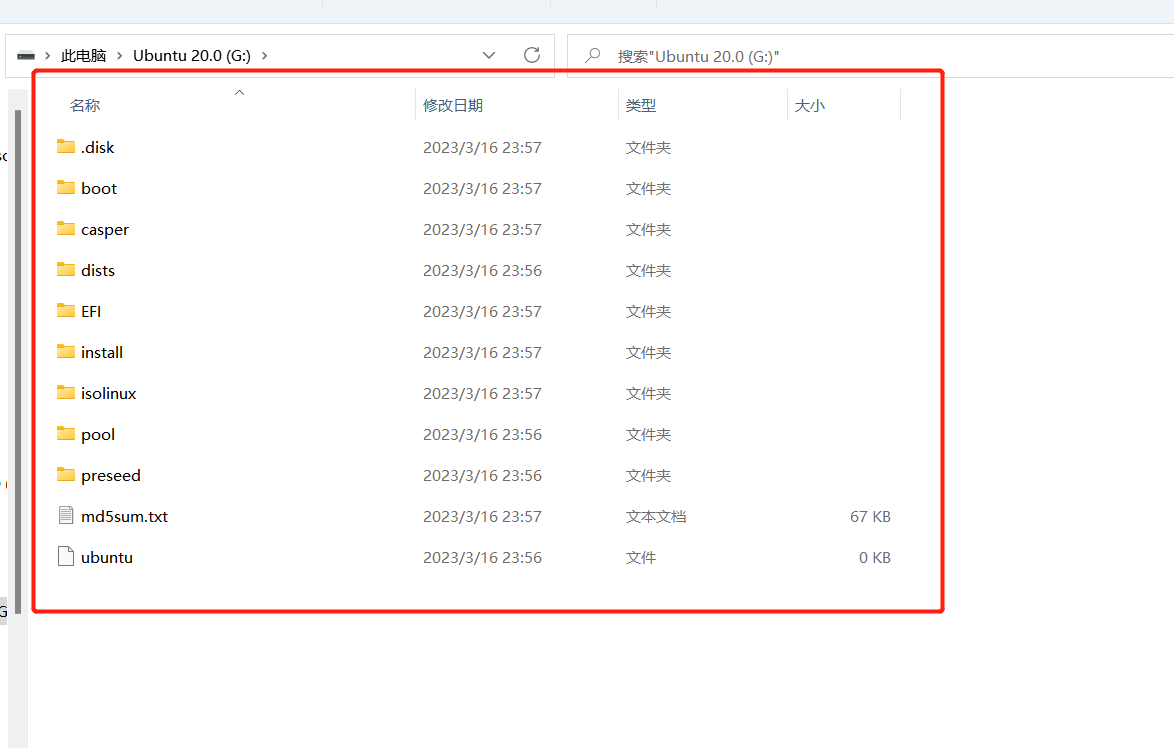 此电脑 Ubuntu 20.0 (G:)
搜索"Ubuntu 20.0 (G:)"
名称 修改日期 类型 大小
.disk 2023/3/16 23:57 文件夹
boot 2023/3/16 23:57 文件夹
casper 2023/3/16 23:57 文件夹
dists 2023/3/16 23:56 文件夹
EFI 2023/3/16 23:57 文件夹
install 2023/3/16 23:57 文件夹
isolinux 2023/3/16 23:57 文件夹
pool 2023/3/16 23:56 文件夹
preseed 2023/3/16 23:56 文件夹
md5sum.txt 2023/3/16 23:57 文本文档 67 KB
ubuntu 2023/3/16 23:56 文件 0 KB